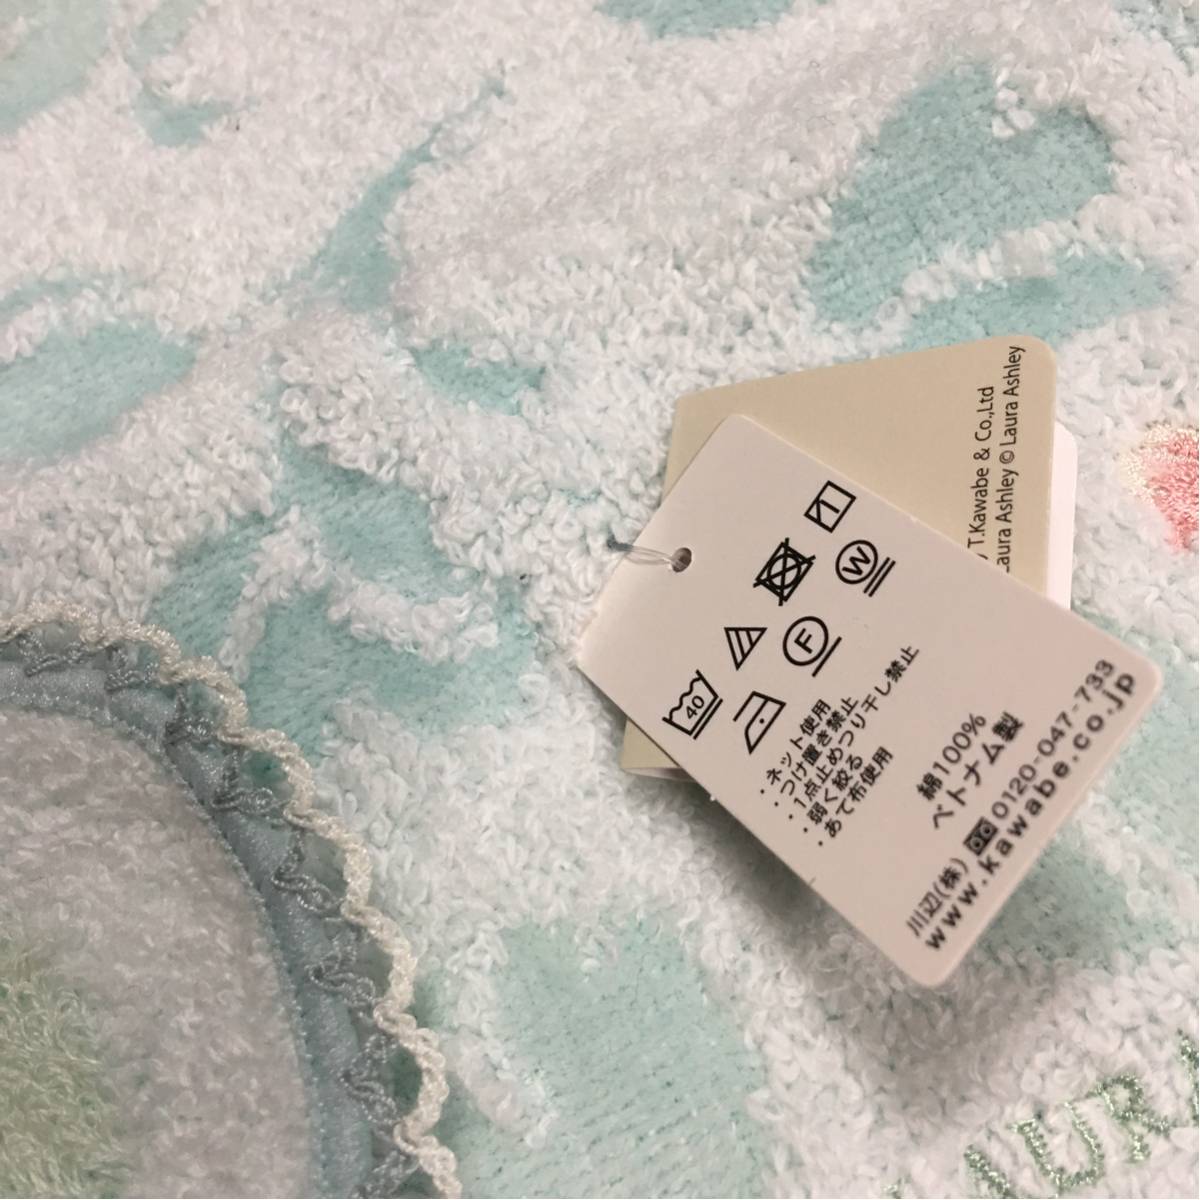 T.Kawabe & Co.,Ltd
Laura Ashley © Laura Ashley
W
F
40
・ネット使用
・つけ置き禁止
・1点止めつり干し禁止
・弱く絞る
・あて布使用
綿100%
ベトナム製
川辺(株) 0120-047-733
www.kawabe.co.jp